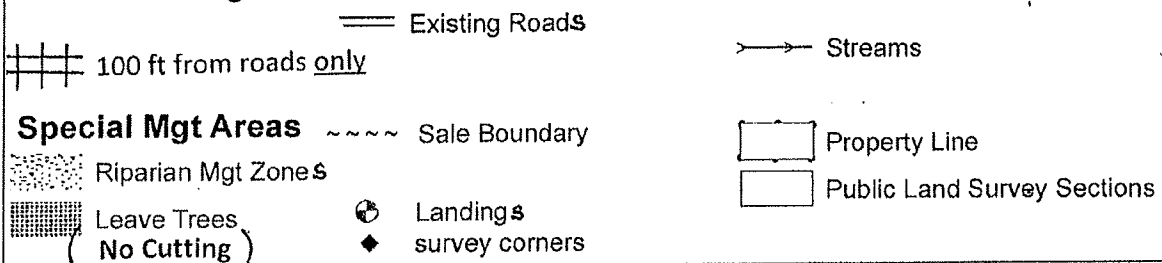 Existing Roads
100 ft from roads only
Streams
Special Mgt Areas
Sale Boundary
Property Line
Riparian Mgt Zones
Public Land Survey Sections
Leave Trees
Landings
(No Cutting)
survey corners